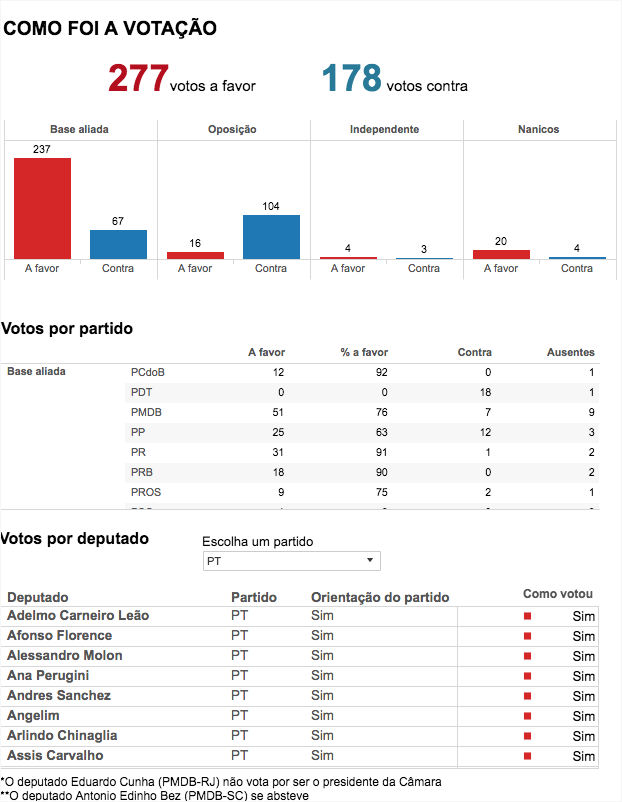 COMO FOI A VOTAÇÃO
277 votos a favor 178 votos contra
Base aliada Oposição Independente Nanicos
237 67 16 104 4 3 20 4
A favor Contra A favor Contra A favor Contra A favor Contra
Votos por partido
A favor % a favor Contra Ausentes
Base aliada PCdoB 12 92 0 1
PDT 0 0 18 1
PMDB 51 76 7 9
PP 25 63 12 3
PR 31 91 1 2
PRB 18 90 0 2
PROS 9 75 2 1
Votos por deputado
Escolha um partido
PT
Deputado Partido Orientação do partido Como votou
Adelmo Carneiro Leão PT Sim Sim
Afonso Florence PT Sim Sim
Alessandro Molon PT Sim Sim
Ana Perugini PT Sim Sim
Andres Sanchez PT Sim Sim
Angelim PT Sim Sim
Arlindo Chinaglia PT Sim Sim
Assis Carvalho PT Sim Sim
*O deputado Eduardo Cunha (PMDB-RJ) não vota por ser o presidente da Câmara
**O deputado Antonio Edinho Bez (PMDB-SC) se absteve